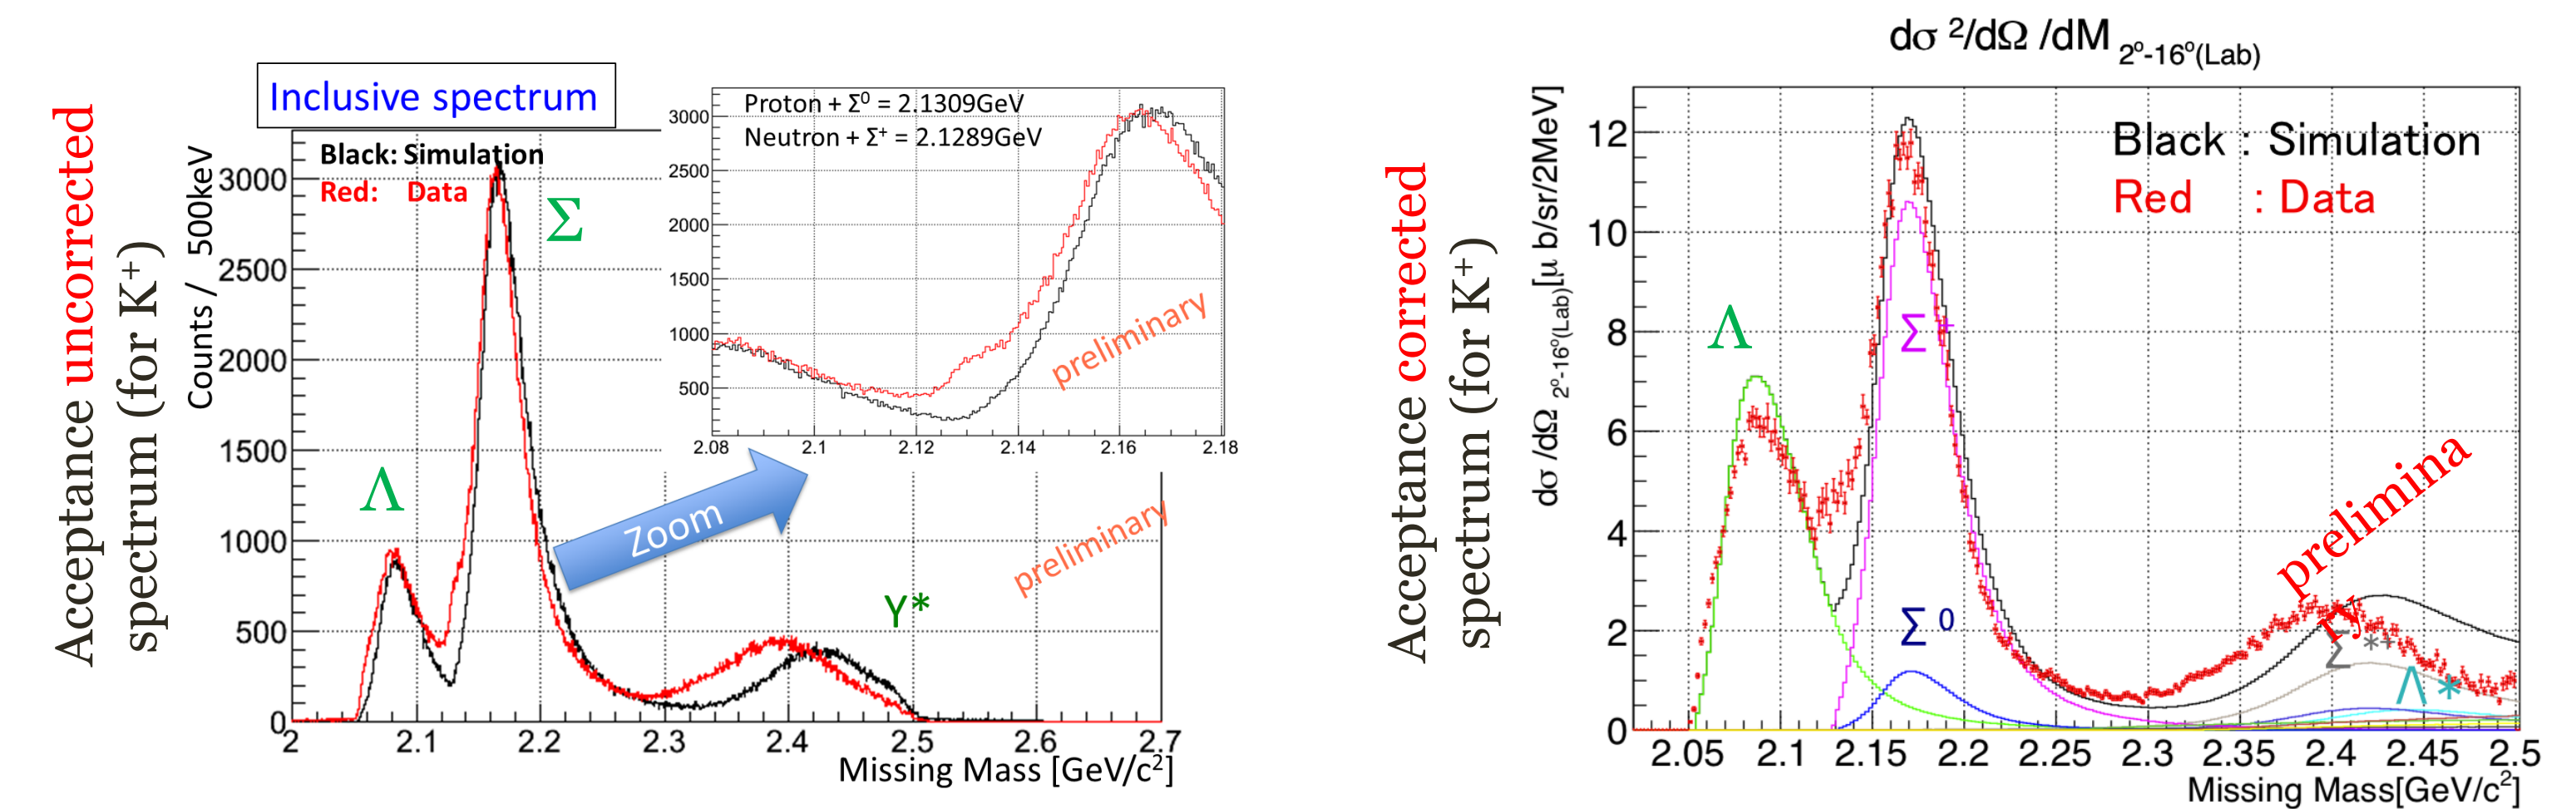 Acceptance uncorrected
spectrum (for K⁺)
Inclusive spectrum
Counts / 500keV
Black: Simulation
Red: Data
Λ
Σ
Y*
Zoom
preliminary
3000
2500
2000
1500
1000
500
0
2 2.1 2.2 2.3 2.4 2.5 2.6 2.7
Missing Mass [GeV/c²]
Proton + Σ⁰ = 2.1309GeV
Neutron + Σ⁺ = 2.1289GeV
3000
2500
2000
1500
1000
500
preliminary
2.08 2.1 2.12 2.14 2.16 2.18
Acceptance corrected
spectrum (for K⁺)
dσ ²/dΩ /dM 2º-16º(Lab)
dσ /dΩ 2º-16º(Lab)[μ b/sr/2MeV]
Black : Simulation
Red : Data
12
10
8
6
4
2
0
Λ
Σ⁺
Σ ⁰
preliminary
Σ*⁺
Λ*
2.05 2.1 2.15 2.2 2.25 2.3 2.35 2.4 2.45 2.5
Missing Mass[GeV/c²]